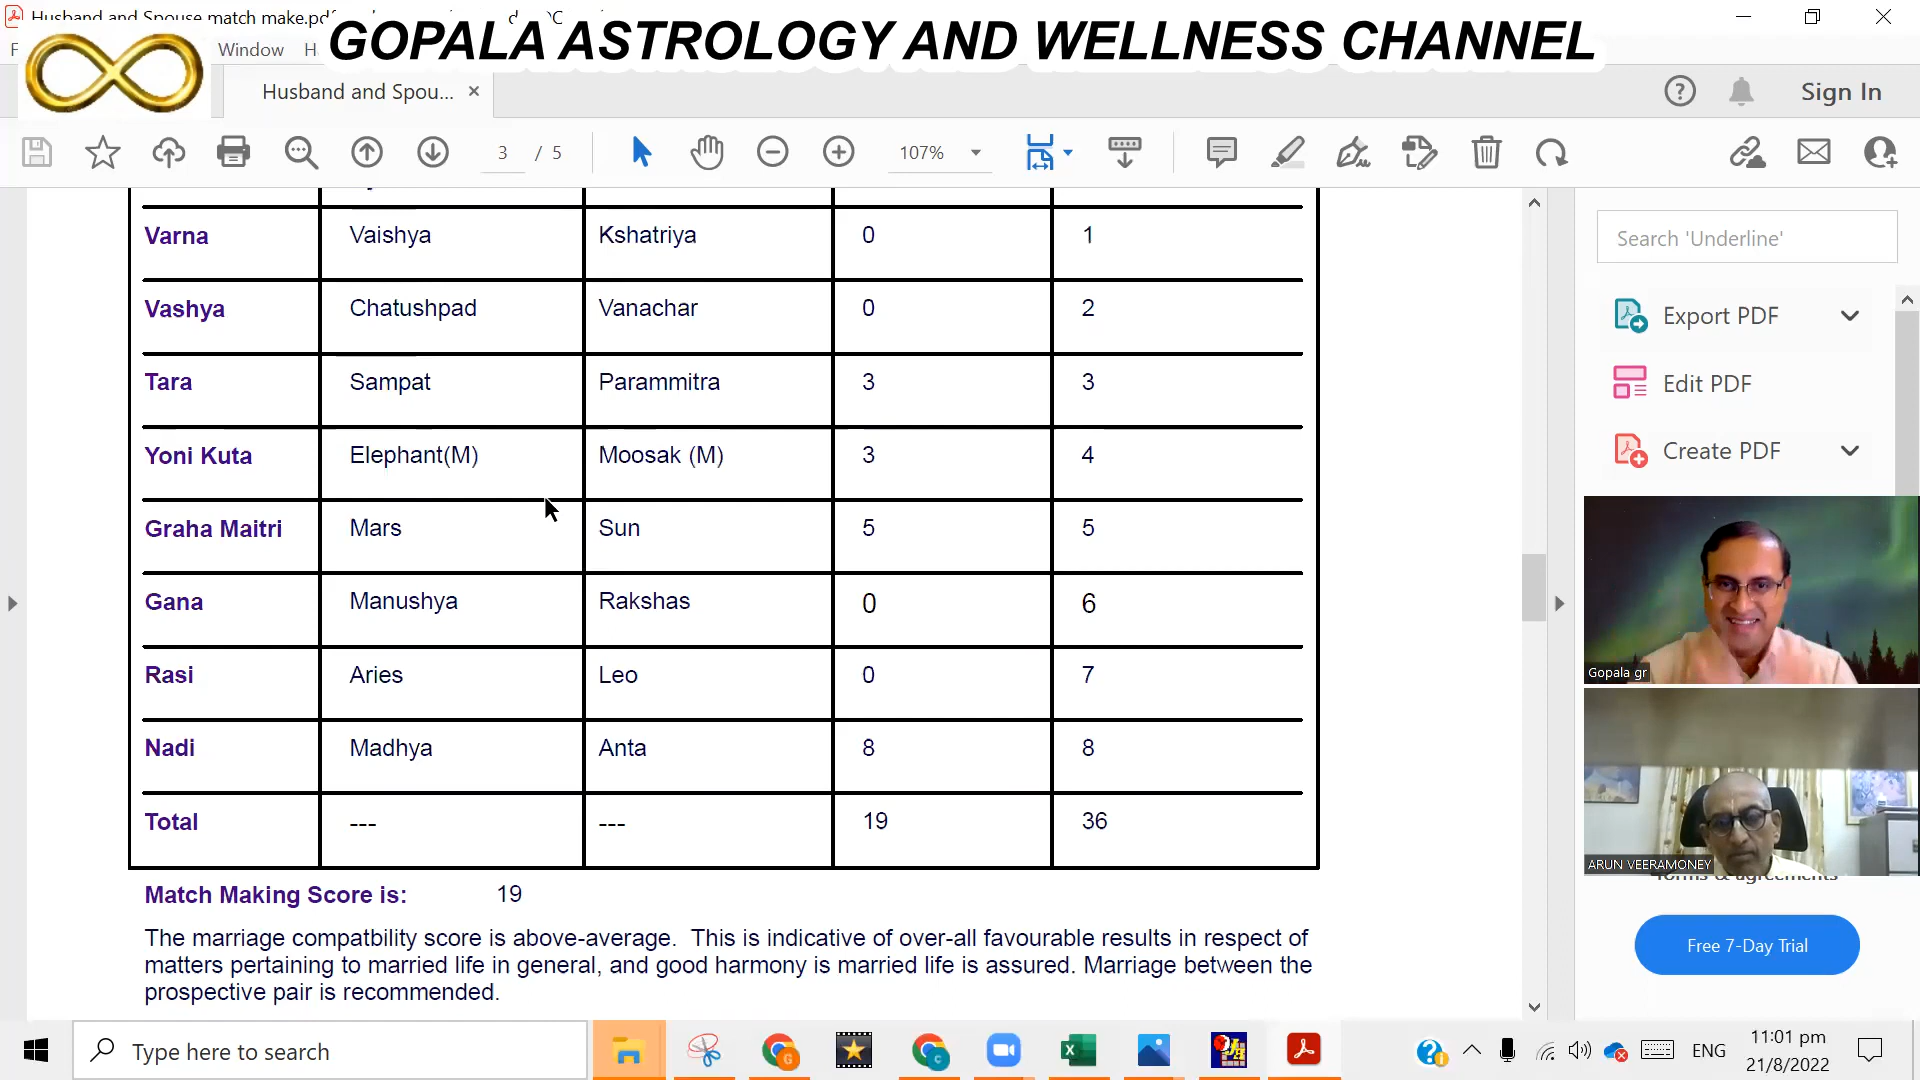 Husband and Spouse match make.pdf
GOPALA ASTROLOGY AND WELLNESS CHANNEL
Window
Husband and Spou... ×
Sign In
3 / 5
107%
Varna Vaishya Kshatriya 0 1
Vashya Chatushpad Vanachar 0 2
Tara Sampat Parammitra 3 3
Yoni Kuta Elephant(M) Moosak (M) 3 4
Graha Maitri Mars Sun 5 5
Gana Manushya Rakshas 0 6
Rasi Aries Leo 0 7
Nadi Madhya Anta 8 8
Total --- --- 19 36
Match Making Score is: 19
The marriage compatbility score is above-average. This is indicative of over-all favourable results in respect of
matters pertaining to married life in general, and good harmony is married life is assured. Marriage between the
prospective pair is recommended.
Search 'Underline'
Export PDF
Edit PDF
Create PDF
Gopala gr
ARUN VEERAMONEY
Free 7-Day Trial
Type here to search
ENG
11:01 pm
21/8/2022